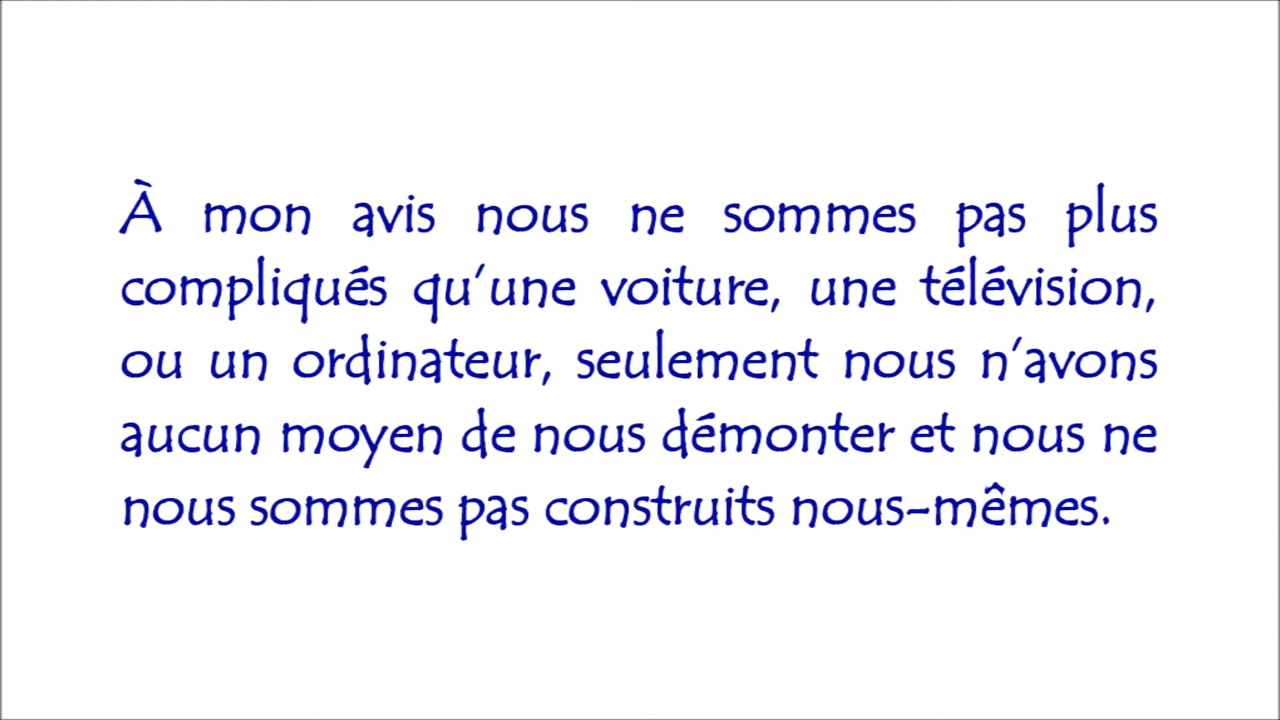 À mon avis nous ne sommes pas plus
compliqués qu’une voiture, une télévision,
ou un ordinateur, seulement nous n’avons
aucun moyen de nous démonter et nous ne
nous sommes pas construits nous-mêmes.